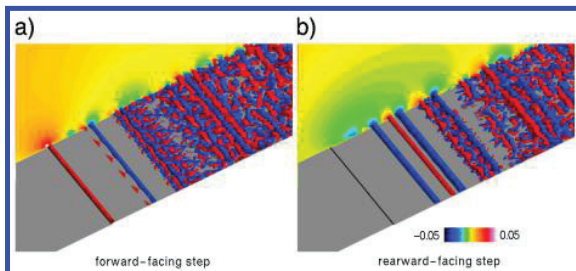 a)
b)
-0.05 0.05
forward-facing step
rearward-facing step